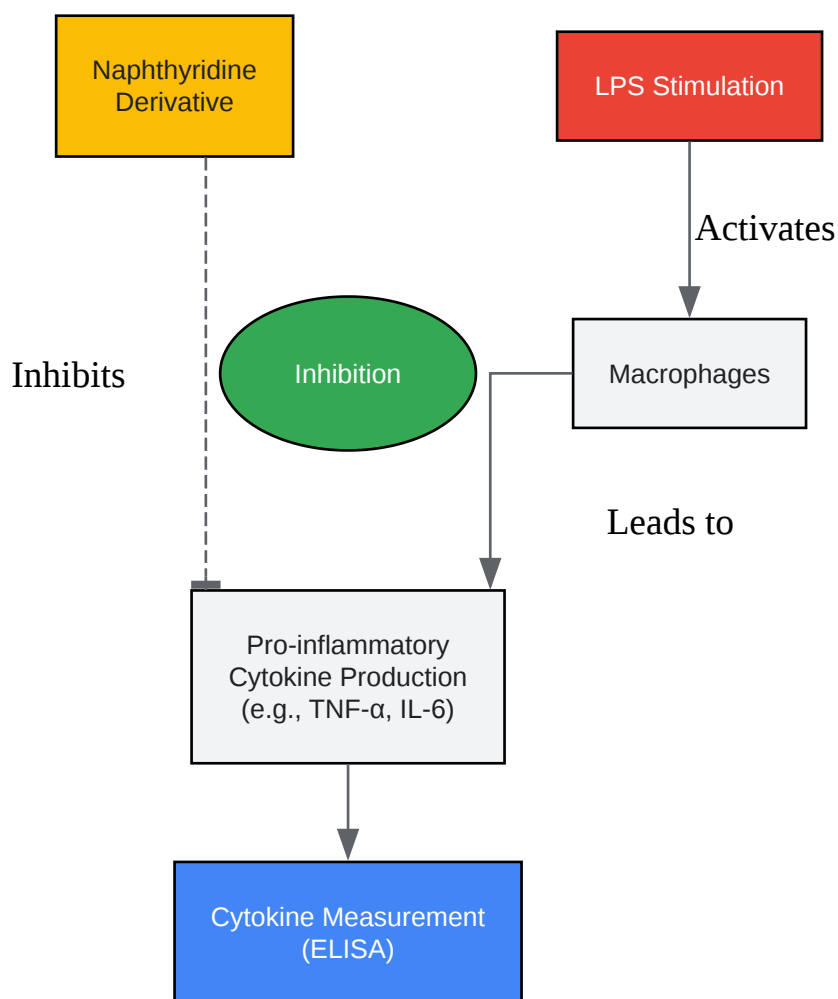 Naphthyridine
Derivative
LPS Stimulation
Activates
Inhibits
Inhibition
Macrophages
Leads to
Pro-inflammatory
Cytokine Production
(e.g., TNF-α, IL-6)
Cytokine Measurement
(ELISA)